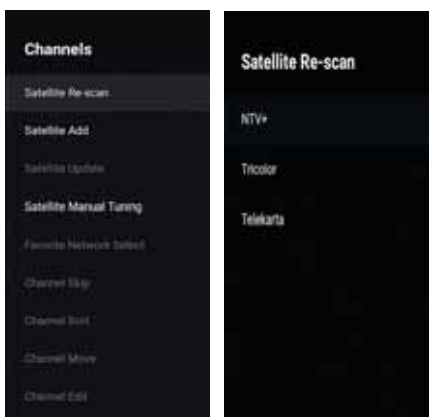 Channels
Satellite Re-scan
Satellite Add
Satellite Update
Satellite Manual Tuning
Favorite Network Select
Channel Skip
Channel Sort
Channel Move
Channel Edit
Satellite Re-scan
NTV+
Tricolor
Telekarta